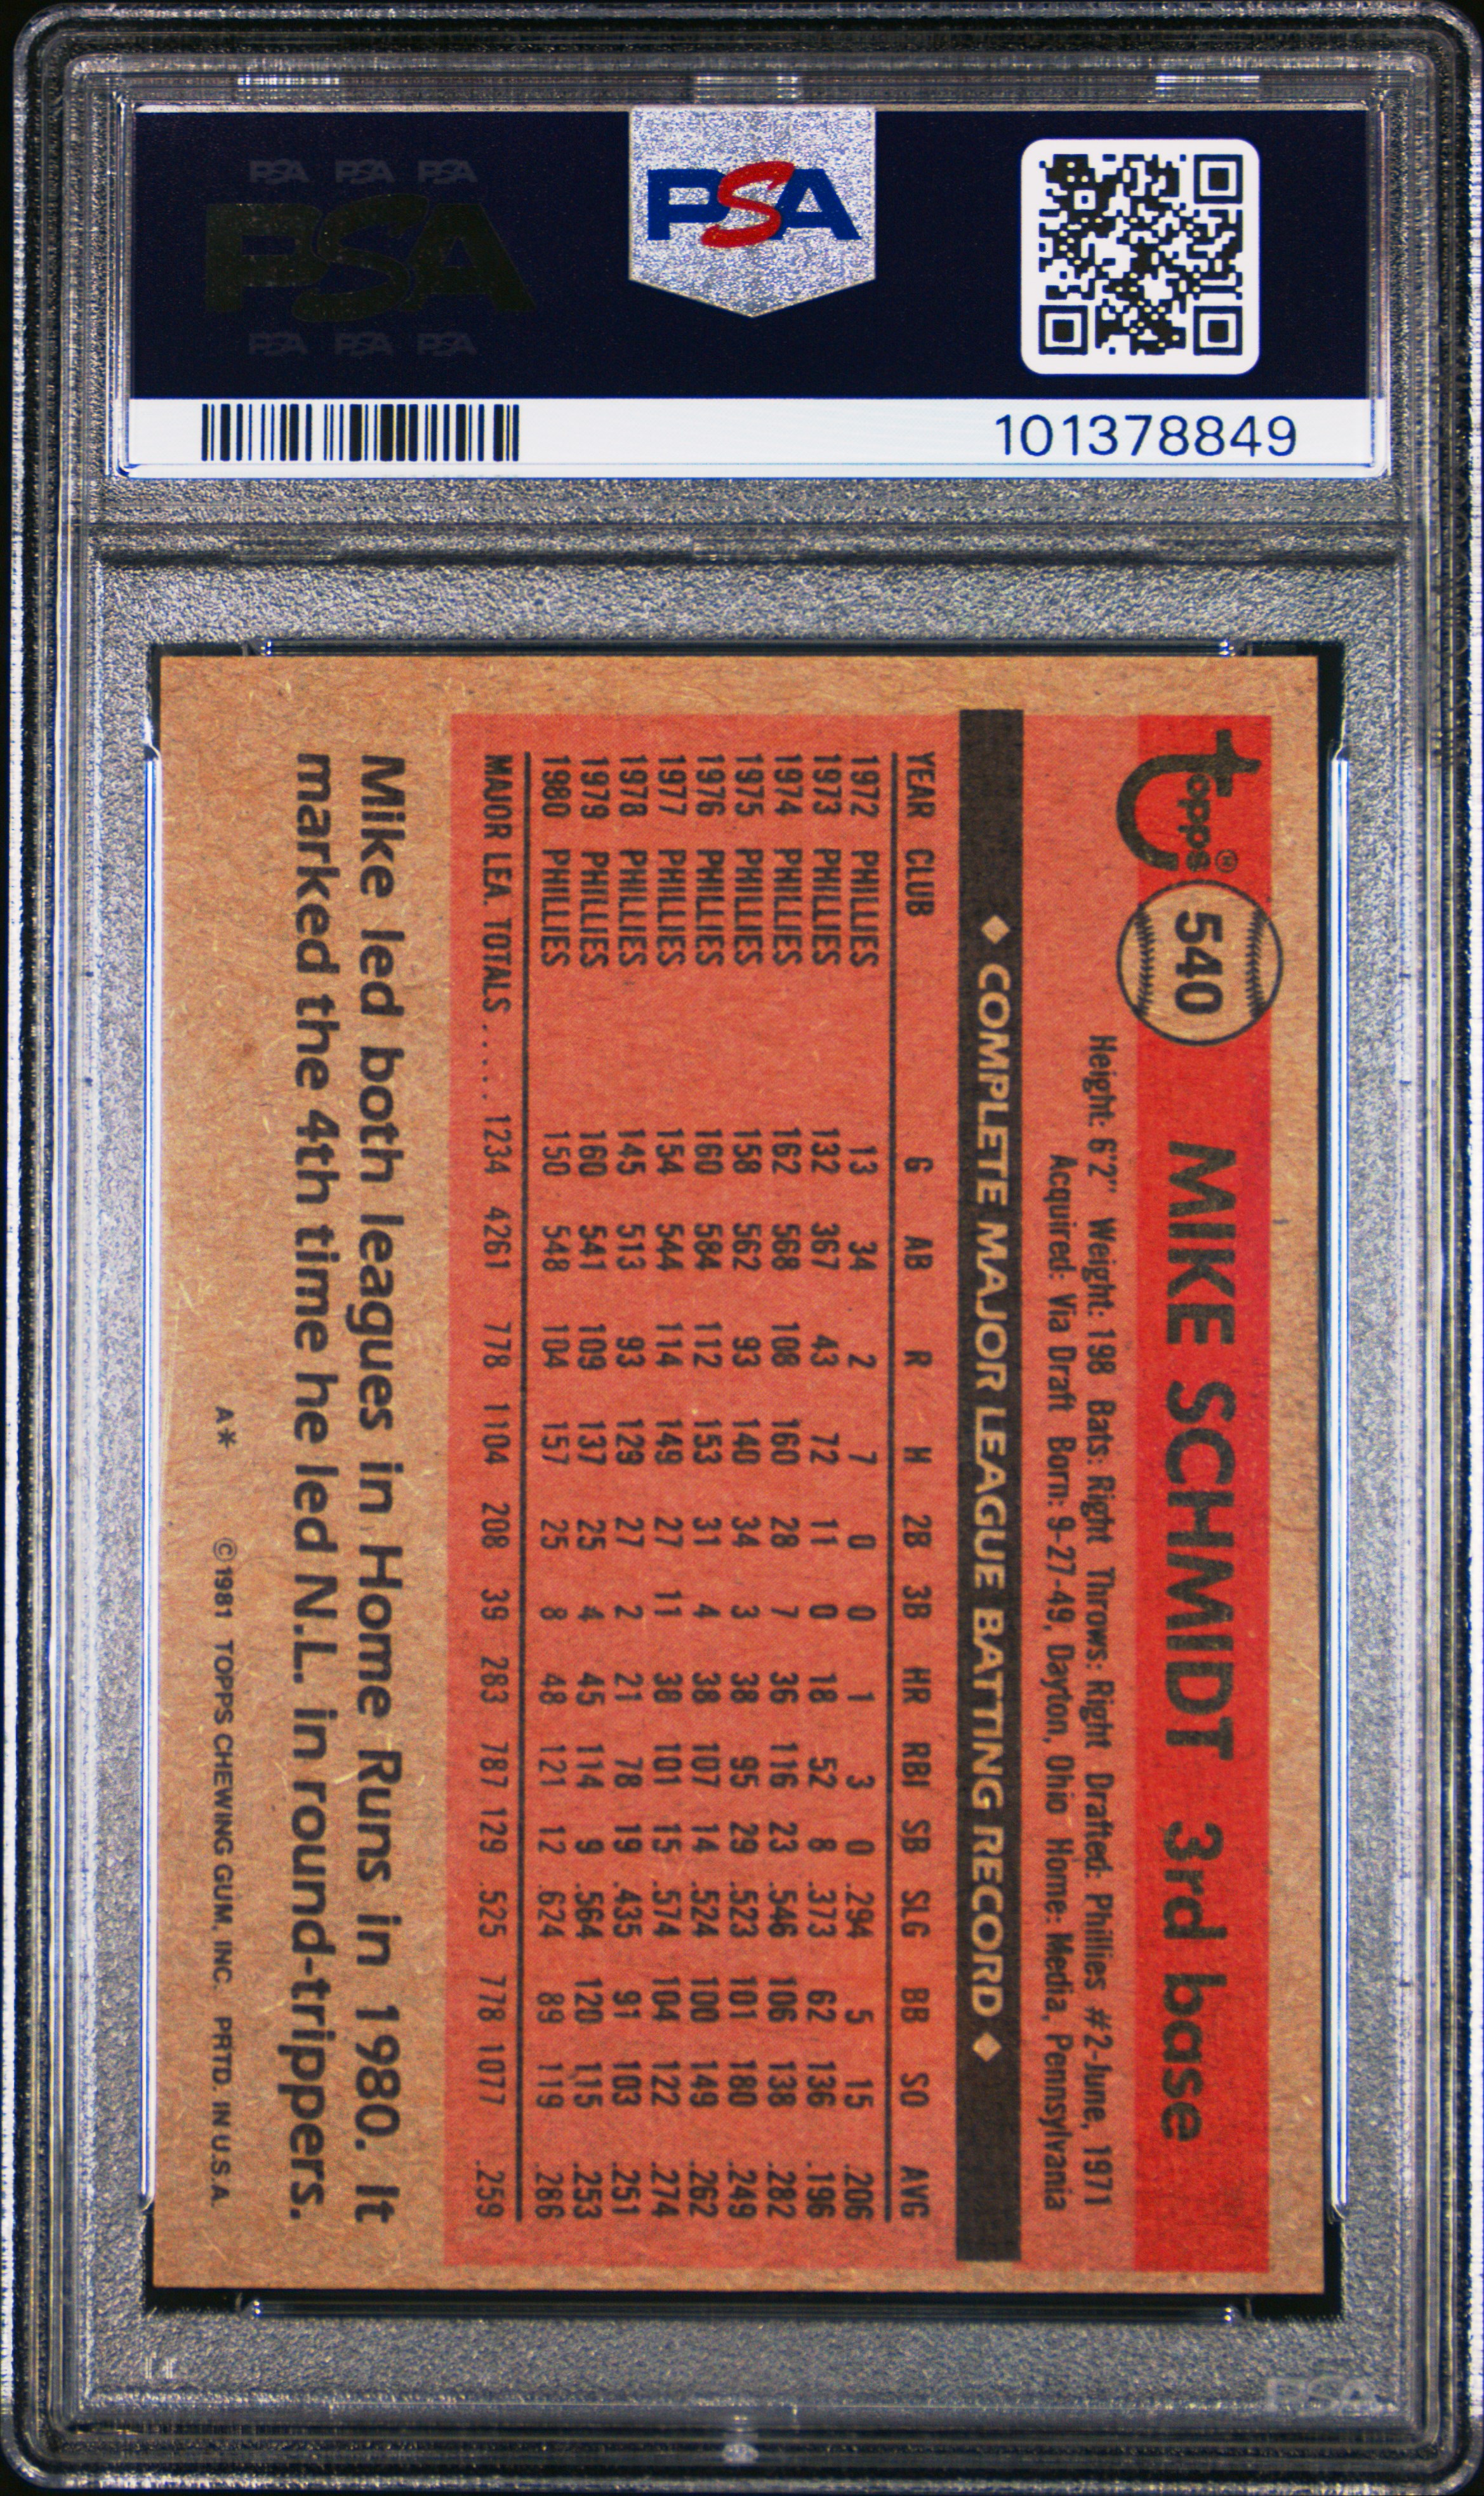 PSA PSA PSA
PSA
PSA PSA PSA
PSA
101378849
Topps
540 MIKE SCHMIDT 3rd base
Height: 6'2" Weight: 198 Bats: Right Throws: Right Drafted: Phillies #2-June, 1971
Acquired: Via Draft Born: 9-27-49, Dayton, Ohio Home: Media, Pennsylvania
◆ COMPLETE MAJOR LEAGUE BATTING RECORD ◆
YEAR CLUB G AB R H 2B 3B HR RBI SB SLG BB SO AVG
1972 PHILLIES 13 34 2 7 0 0 1 3 0 .294 5 15 .206
1973 PHILLIES 132 367 43 72 11 0 18 52 8 .373 62 136 .196
1974 PHILLIES 162 568 108 160 28 7 36 116 23 .546 106 138 .282
1975 PHILLIES 158 562 93 140 34 3 38 95 29 .523 101 180 .249
1976 PHILLIES 160 584 112 153 31 4 38 107 14 .524 100 149 .262
1977 PHILLIES 154 544 114 149 27 11 38 101 15 .574 104 122 .274
1978 PHILLIES 145 513 93 129 27 2 21 78 19 .435 91 103 .251
1979 PHILLIES 160 541 109 137 25 4 45 114 9 .564 120 115 .253
1980 PHILLIES 150 548 104 157 25 8 48 121 12 .624 89 119 .286
MAJOR LEA. TOTALS..... 1234 4261 778 1104 208 39 283 787 129 .525 778 1077 .259
Mike led both leagues in Home Runs in 1980. It
marked the 4th time he led N.L. in round-trippers.
A* © 1981 TOPPS CHEWING GUM, INC. PRTD. IN U.S.A.
PSA